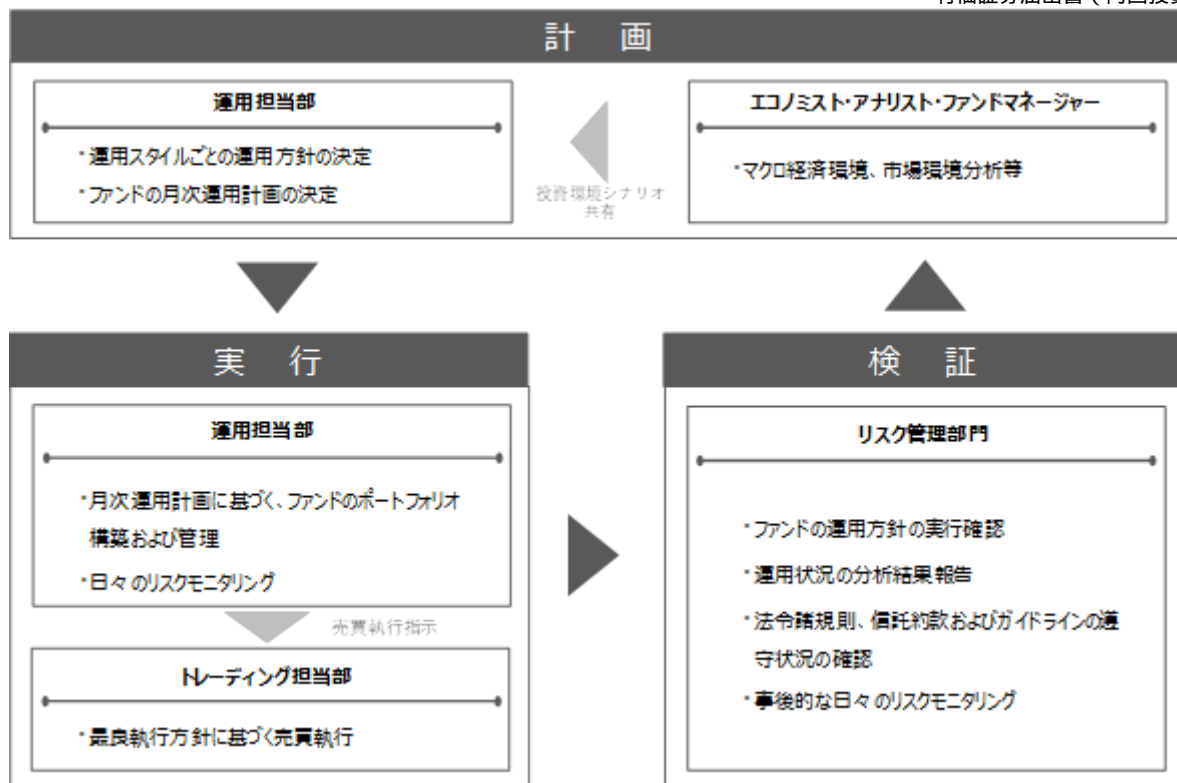 計 画
運用担当部
・運用スタイルごとの運用方針の決定
・ファンドの月次運用計画の決定
投資環境シナリオ
共有
エコノミスト・アナリスト・ファンドマネージャー
・マクロ経済環境、市場環境分析等
実 行
運用担当部
・月次運用計画に基づく、ファンドのポートフォリオ
構築および管理
・日々のリスクモニタリング
売買執行指示
トレーディング担当部
・最良執行方針に基づく売買執行
検 証
リスク管理部門
・ファンドの運用方針の実行確認
・運用状況の分析結果報告
・法令諸規則、信託約款およびガイドラインの遵
守状況の確認
・事後的な日々のリスクモニタリング